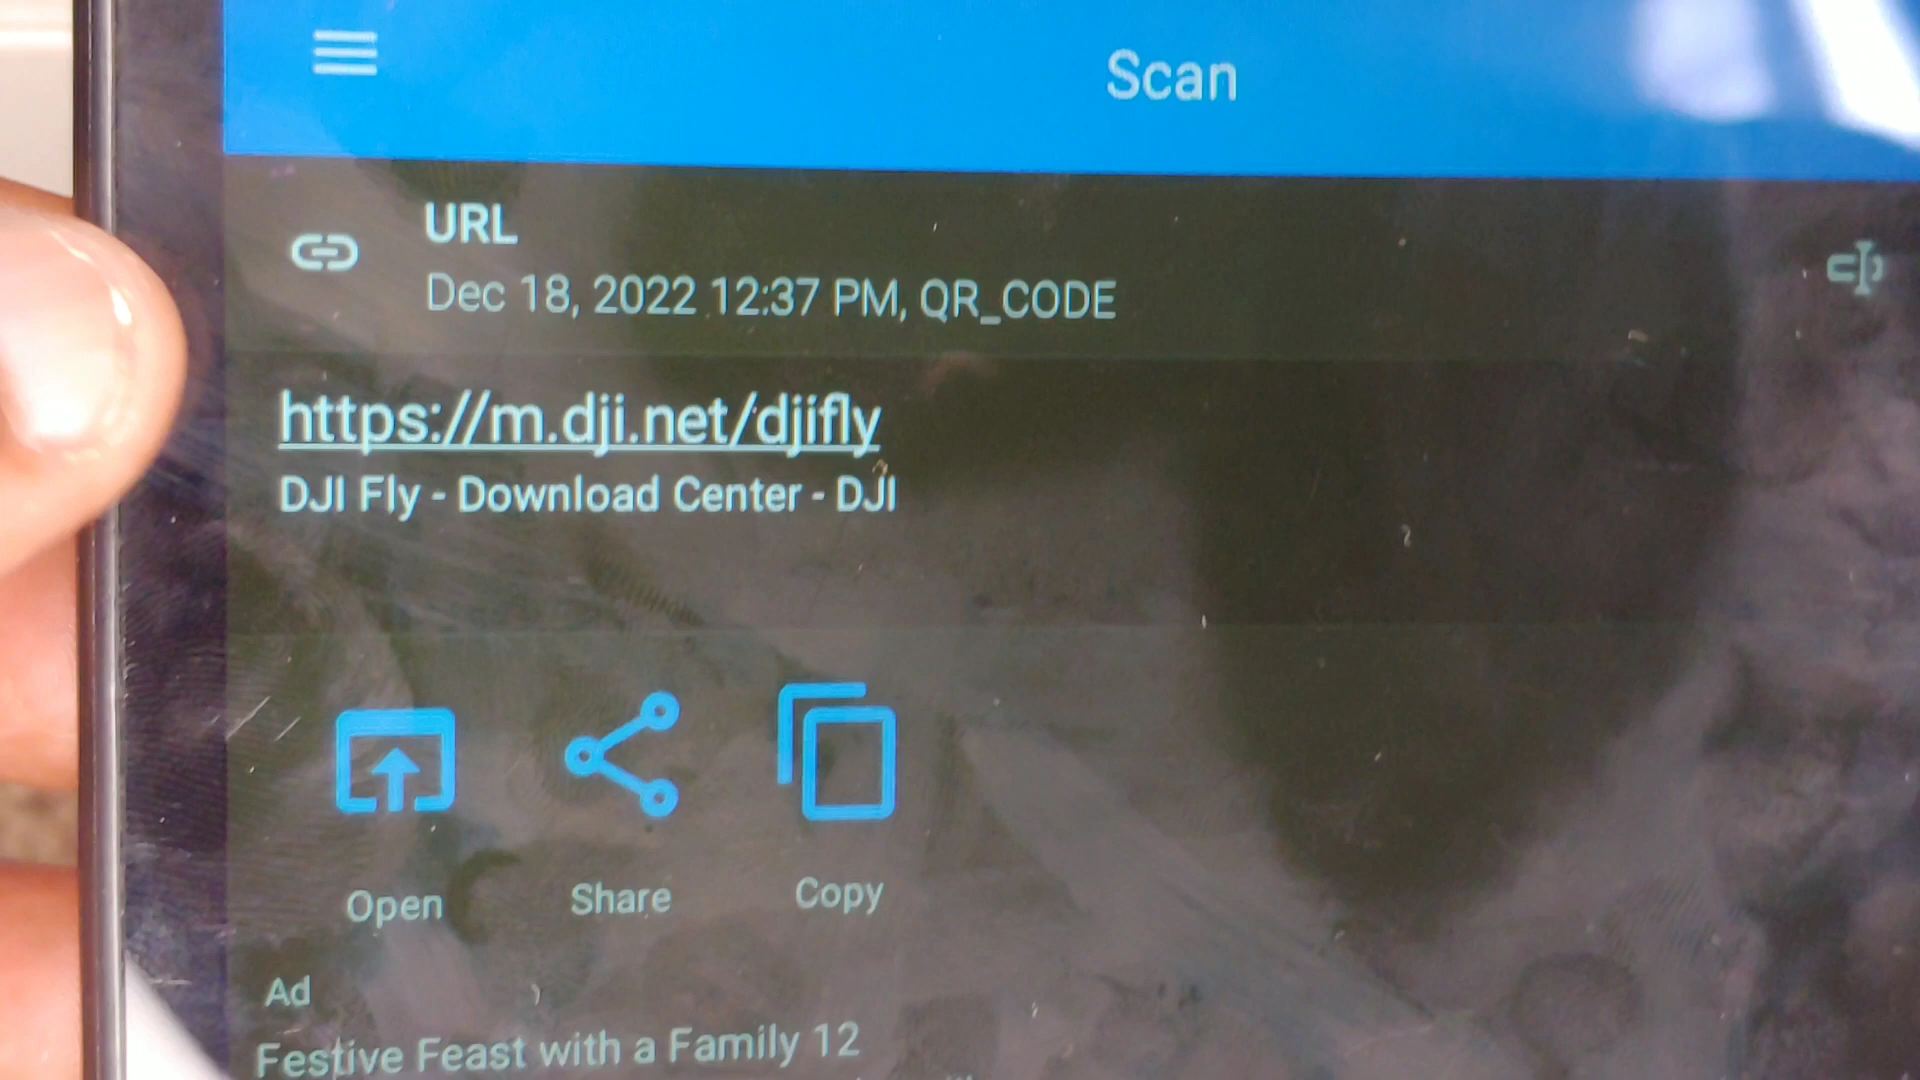 Scan
URL
Dec 18, 2022 12:37 PM, QR_CODE
https://m.dji.net/djifly
DJI Fly - Download Center - DJI
Open
Share
Copy
Ad
Festive Feast with a Family 12